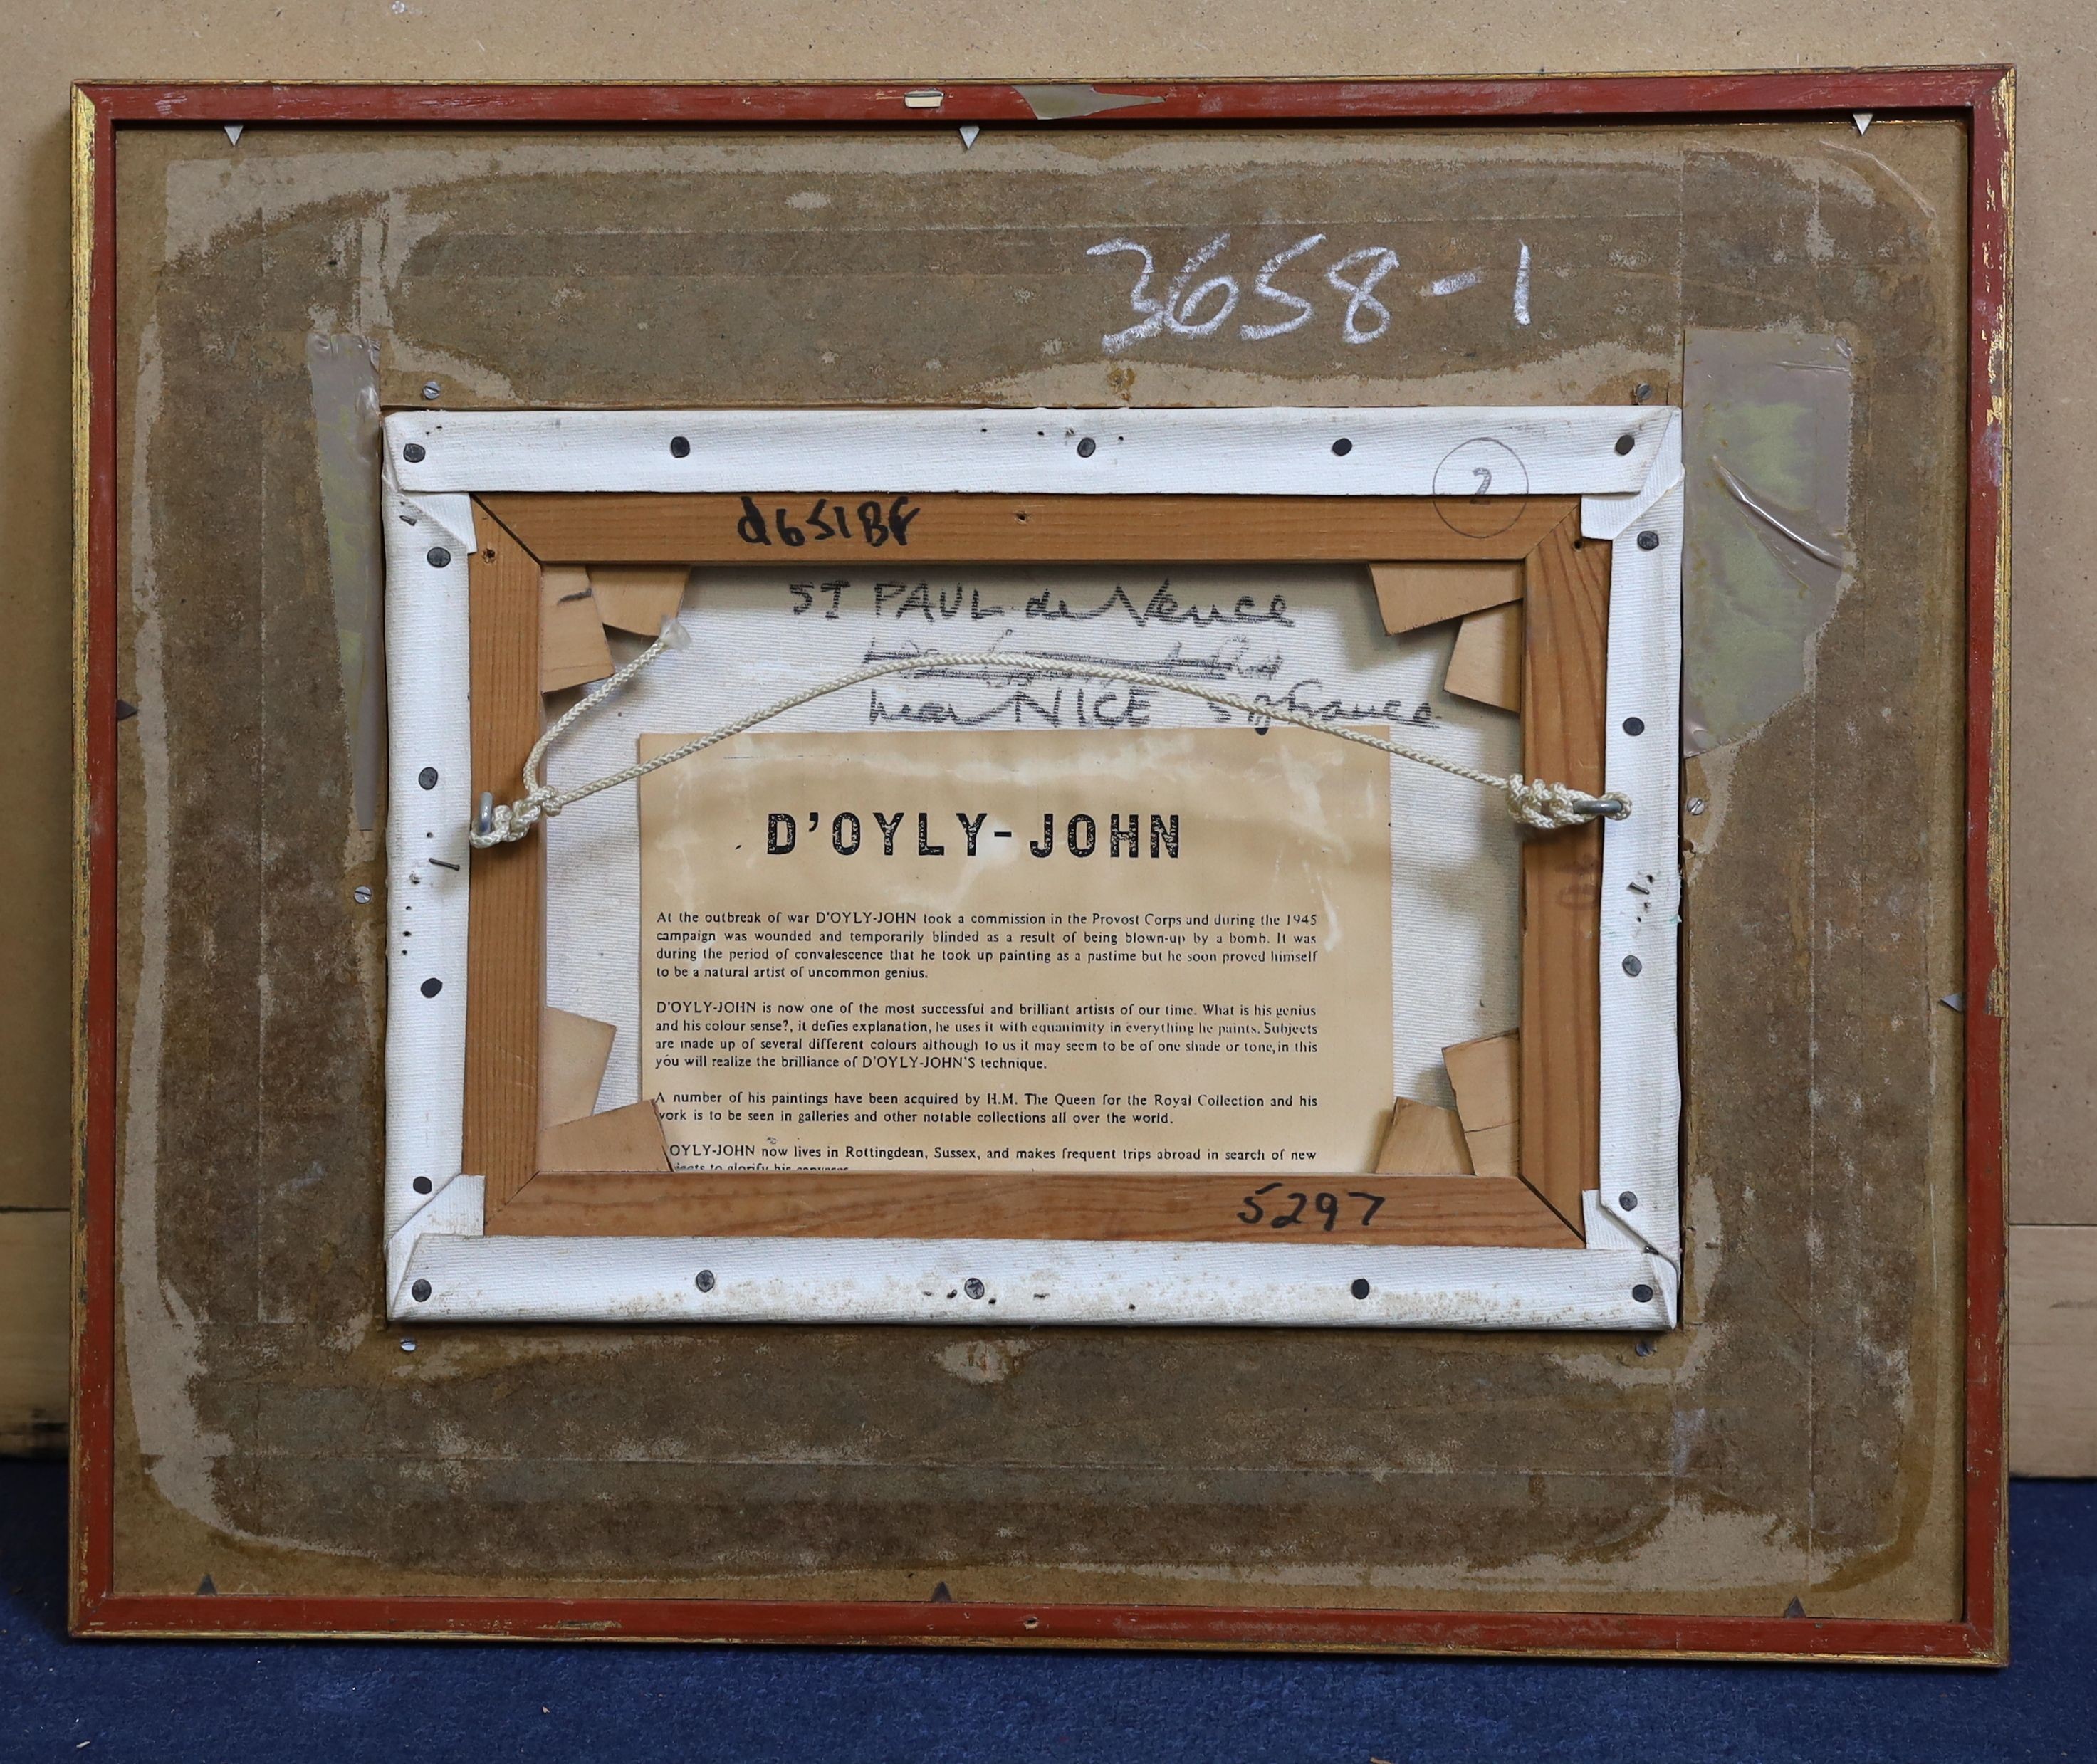 3658-1
2
d651BF
ST PAUL de Vence
near NICE S of France
D'OYLY-JOHN
At the outbreak of war D'OYLY-JOHN took a commission in the Provost Corps and during the 1945
campaign was wounded and temporarily blinded as a result of being blown-up by a bomb. It was
during the period of convalescence that he took up painting as a pastime but he soon proved himself
to be a natural artist of uncommon genius.
D'OYLY-JOHN is now one of the most successful and brilliant artists of our time. What is his genius
and his colour sense?, it defies explanation, he uses it with equanimity in everything he paints. Subjects
are made up of several different colours although to us it may seem to be of one shade or tone, in this
you will realize the brilliance of D'OYLY-JOHN'S technique.
A number of his paintings have been acquired by H.M. The Queen for the Royal Collection and his
work is to be seen in galleries and other notable collections all over the world.
OYLY-JOHN now lives in Rottingdean, Sussex, and makes frequent trips abroad in search of new
to glorify his canvases
5297